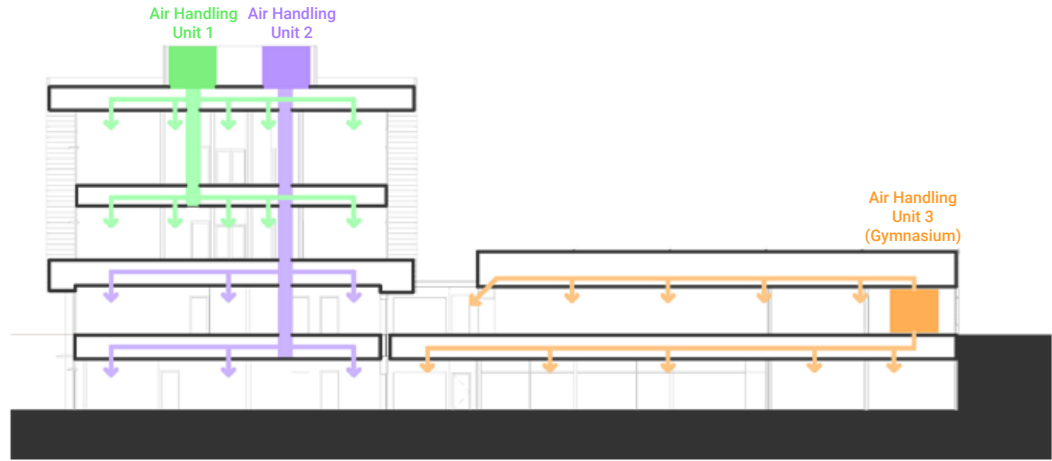 Air Handling
Unit 1
Air Handling
Unit 2
Air Handling
Unit 3
(Gymnasium)